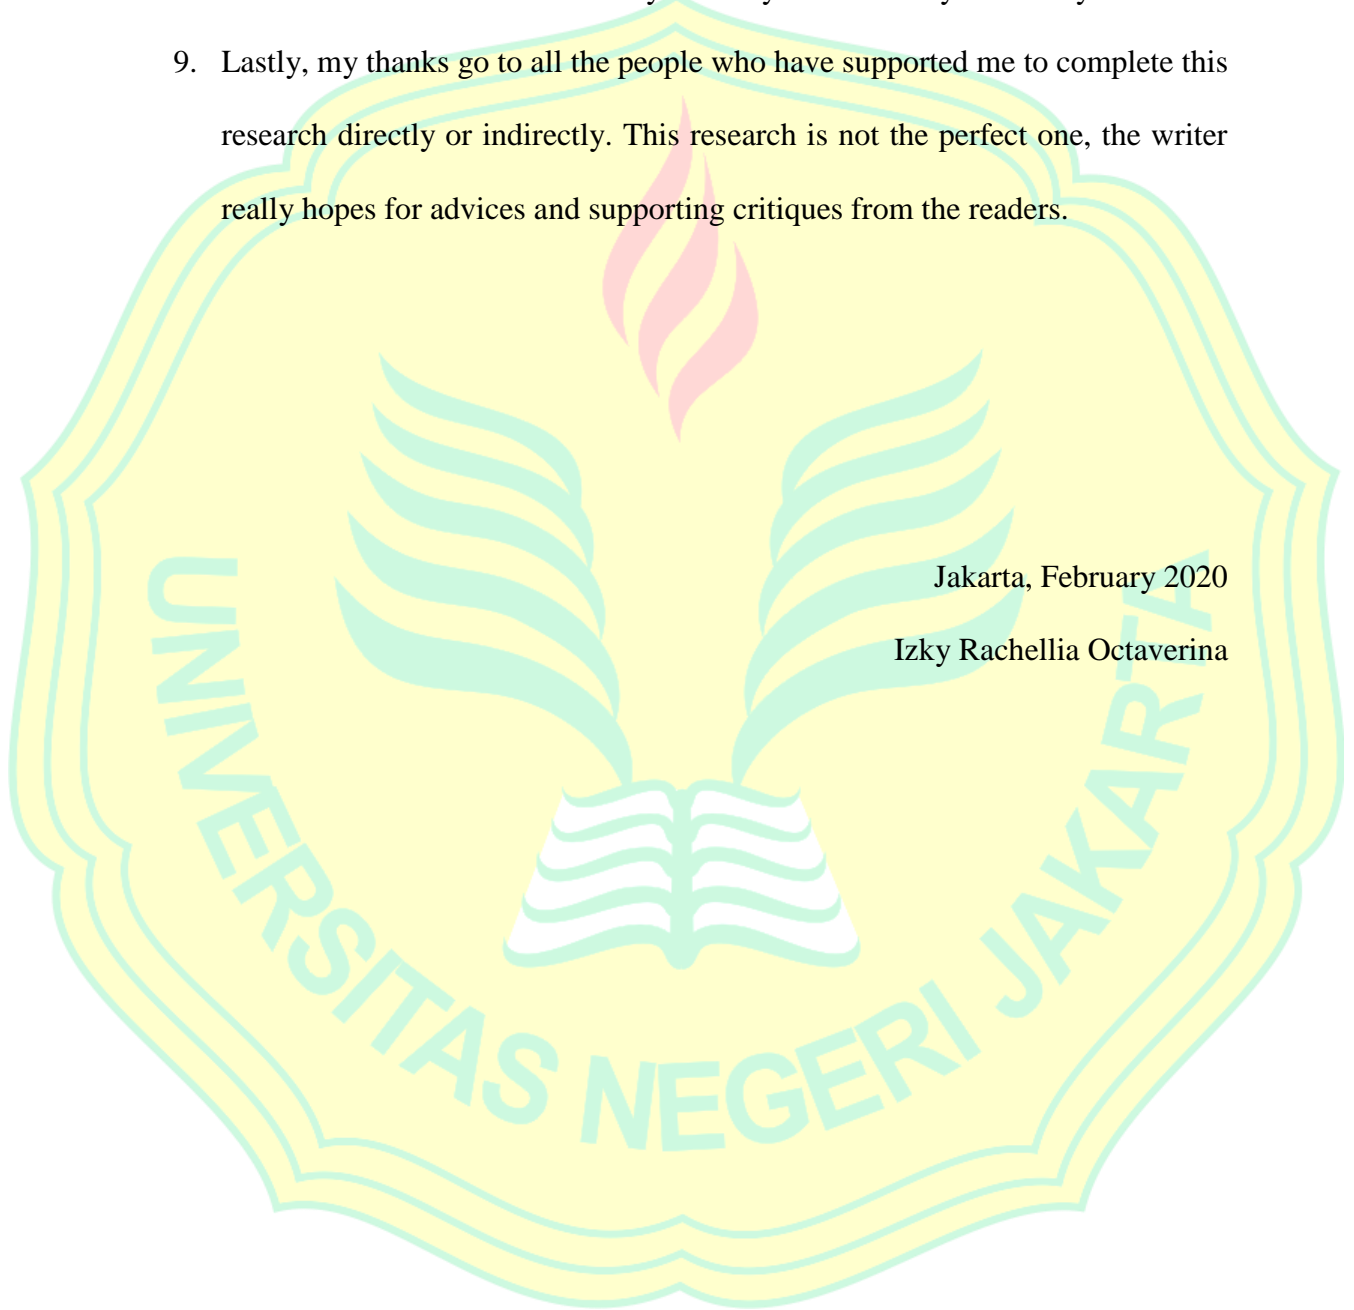 9. Lastly, my thanks go to all the people who have supported me to complete this
research directly or indirectly. This research is not the perfect one, the writer
really hopes for advices and supporting critiques from the readers.
Jakarta, February 2020
Izky Rachellia Octaverina
UNIVERSITAS NEGERI JAKARTA